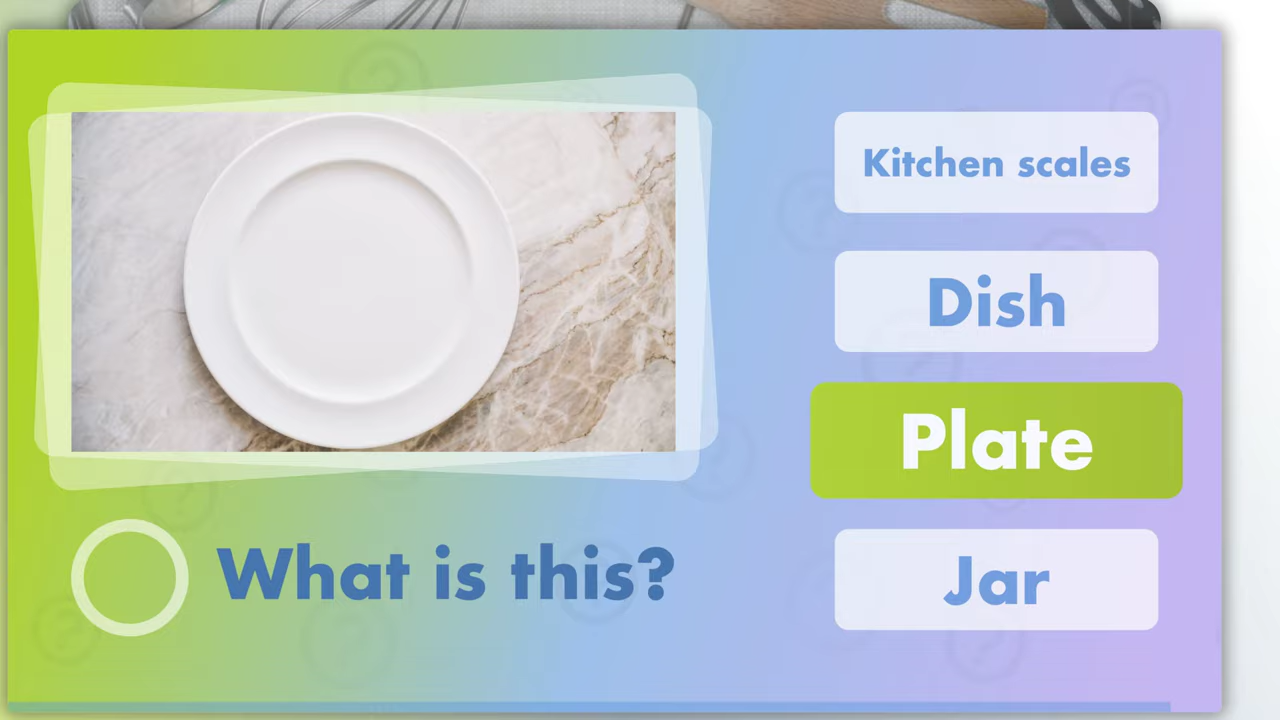 Kitchen scales
Dish
Plate
What is this?
Jar